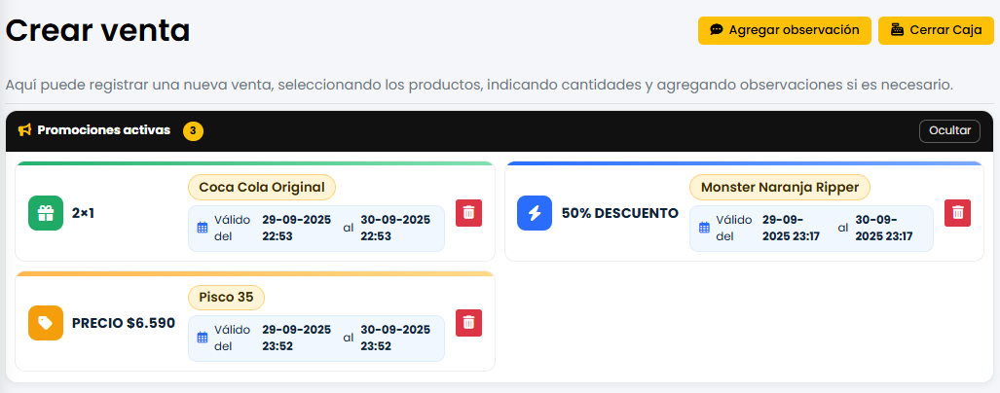 Crear venta
Agregar observación
Cerrar Caja
Aquí puede registrar una nueva venta, seleccionando los productos, indicando cantidades y agregando observaciones si es necesario.
Promociones activas 3
Ocultar
2×1
Coca Cola Original
Válido del 29-09-2025 22:53 al 30-09-2025 22:53
50% DESCUENTO
Monster Naranja Ripper
Válido del 29-09-2025 23:17 al 30-09-2025 23:17
PRECIO $6.590
Pisco 35
Válido del 29-09-2025 23:52 al 30-09-2025 23:52